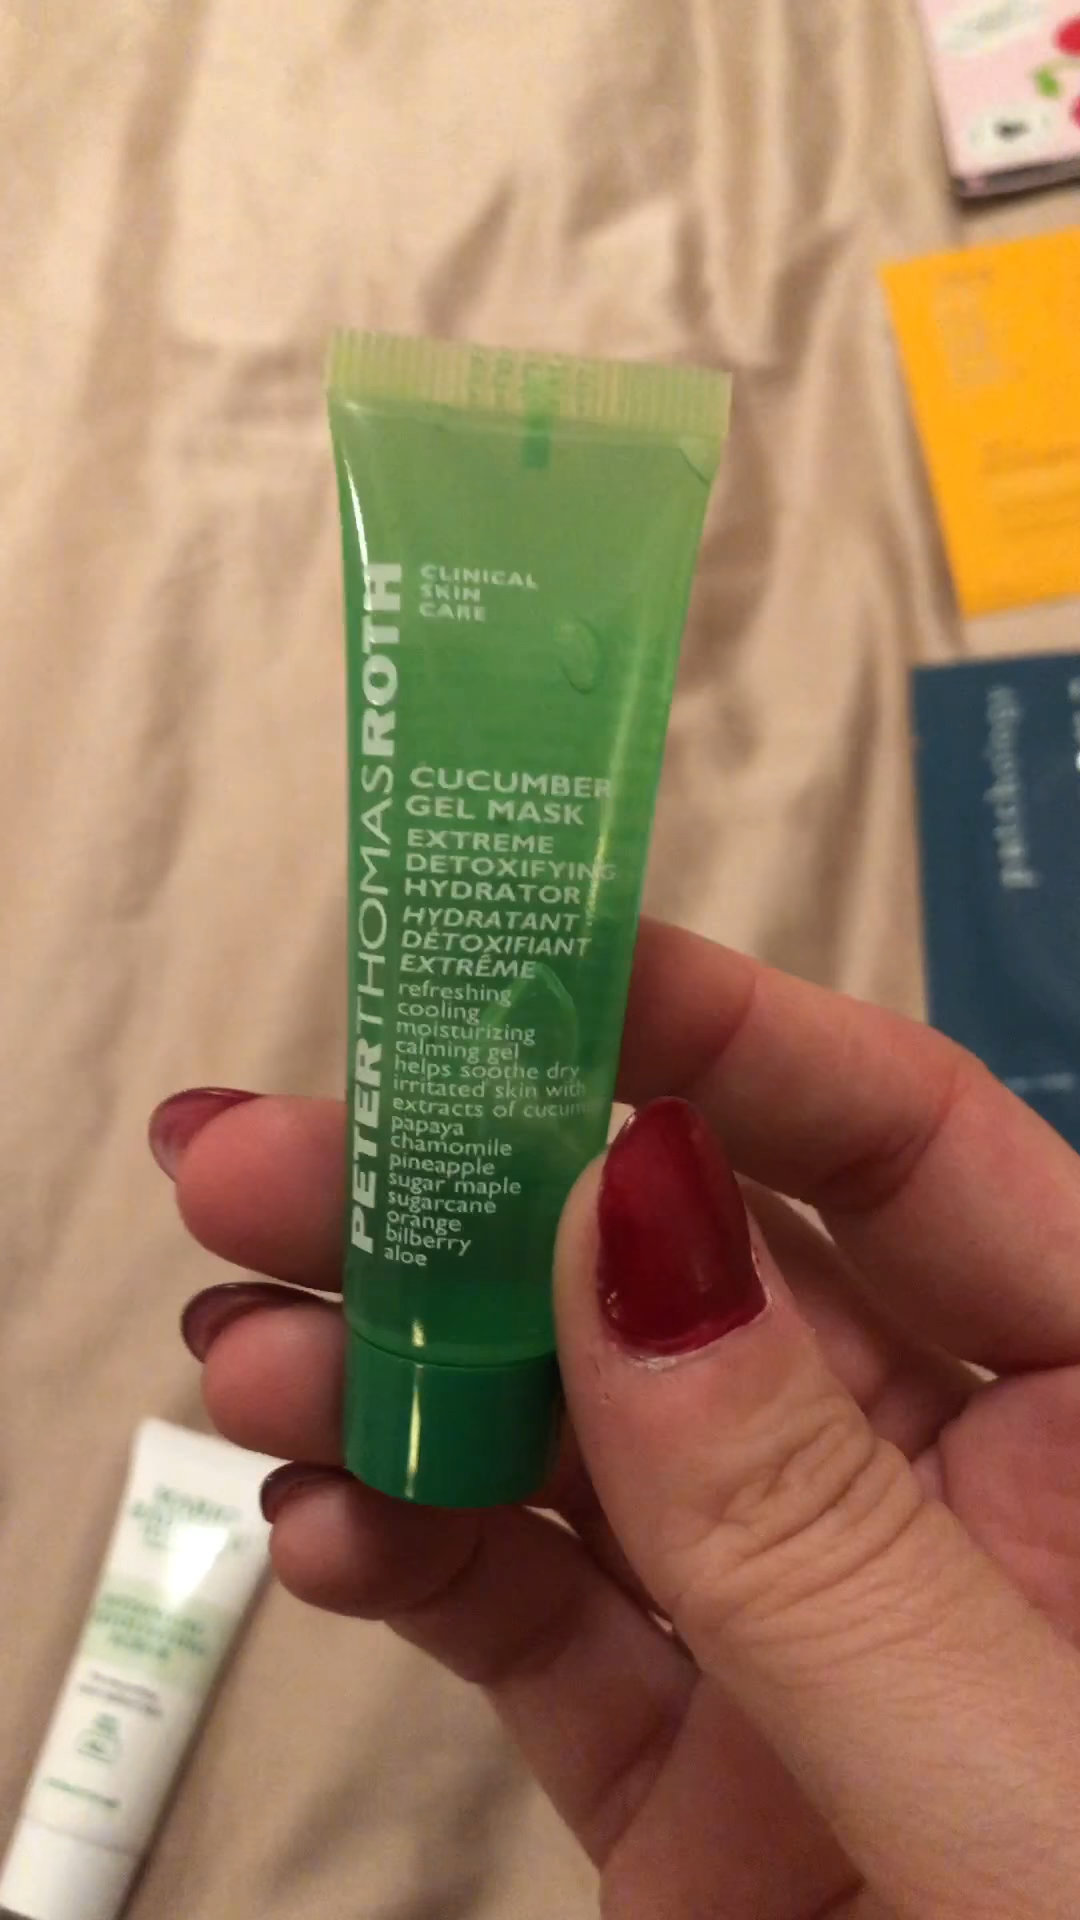 PETERTHOMASROTH
CLINICAL
SKIN
CARE
CUCUMBER
GEL MASK
EXTREME
DETOXIFYING
HYDRATOR
HYDRATANT
DÉTOXIFIANT
EXTRÊME
refreshing
cooling
moisturizing
calming gel
helps soothe dry
irritated skin with
extracts of
papaya
chamomile
pineapple
sugar maple
sugarcane
orange
bilberry
aloe
patchology